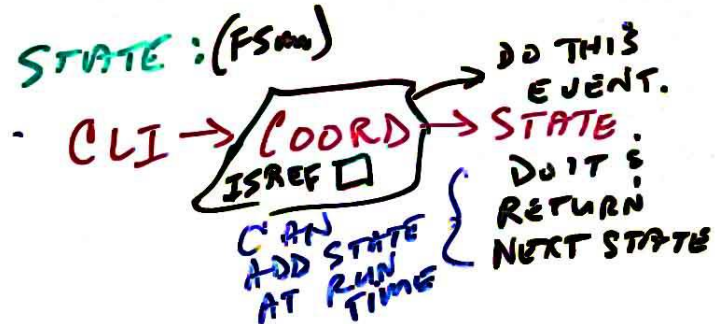 STATE : (FSM)
CLI → COORD → STATE.
ISREF
DO THIS
EVENT.
DO IT &
RETURN
NEXT STATE
CAN
ADD STATE
AT RUN
TIME